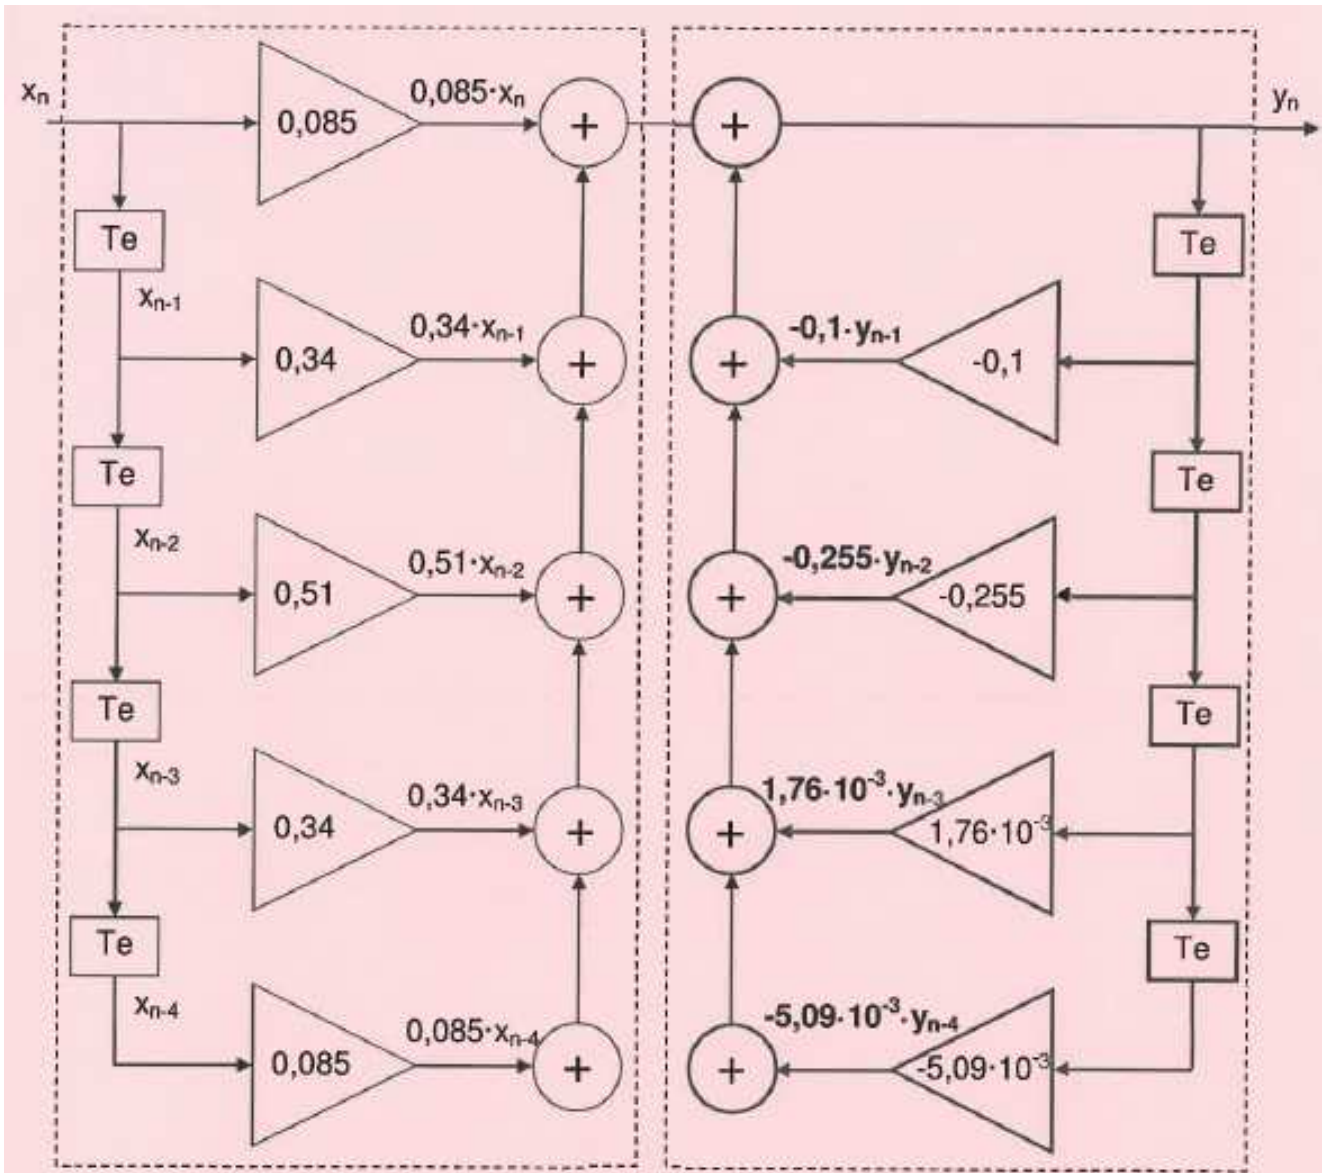 xn
0,085
0,085·xn
+
+
yn
Te
Te
xn-1
0,34
0,34·xn-1
+
+
-0,1·yn-1
-0,1
Te
Te
xn-2
0,51
0,51·xn-2
+
+
-0,255·yn-2
-0,255
Te
Te
xn-3
0,34
0,34·xn-3
+
+
1,76·10-3·yn-3
1,76·10-3
Te
Te
xn-4
0,085
0,085·xn-4
+
+
-5,09·10-3·yn-4
-5,09·10-3